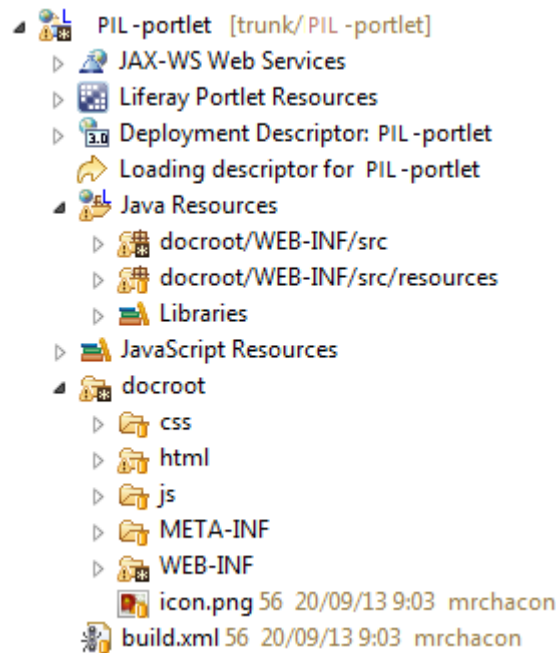 PIL -portlet [trunk/ PIL -portlet]
JAX-WS Web Services
Liferay Portlet Resources
3.0 Deployment Descriptor: PIL -portlet
Loading descriptor for PIL -portlet
Java Resources
docroot/WEB-INF/src
docroot/WEB-INF/src/resources
Libraries
JavaScript Resources
docroot
css
html
js
META-INF
WEB-INF
icon.png 56 20/09/13 9:03 mrchacon
build.xml 56 20/09/13 9:03 mrchacon